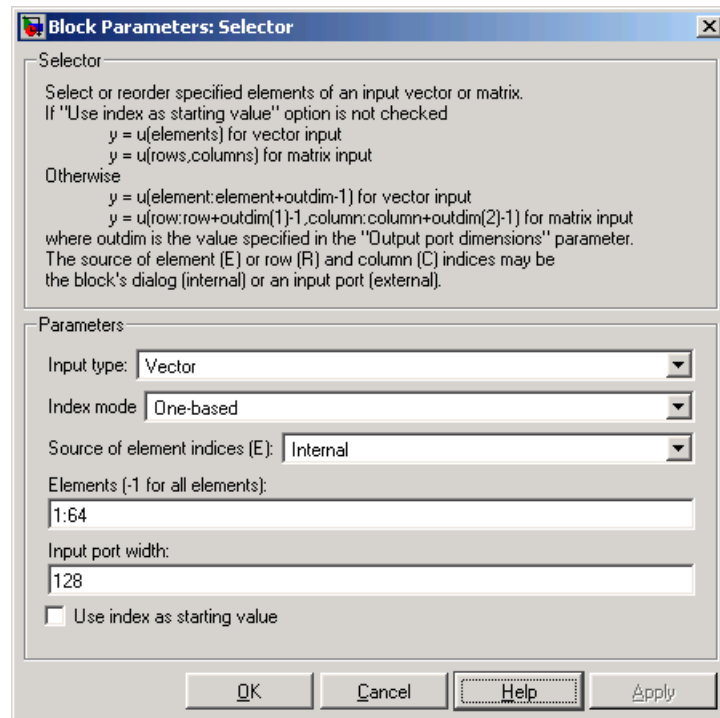 Block Parameters: Selector
Selector
Select or reorder specified elements of an input vector or matrix.
If "Use index as starting value" option is not checked
y = u(elements) for vector input
y = u(rows,columns) for matrix input
Otherwise
y = u(element:element+outdim-1) for vector input
y = u(row:row+outdim(1)-1,column:column+outdim(2)-1) for matrix input
where outdim is the value specified in the "Output port dimensions" parameter.
The source of element (E) or row (R) and column (C) indices may be
the block's dialog (internal) or an input port (external).
Parameters
Input type: Vector
Index mode One-based
Source of element indices (E): Internal
Elements (-1 for all elements):
1:64
Input port width:
128
Use index as starting value
OK Cancel Help Apply